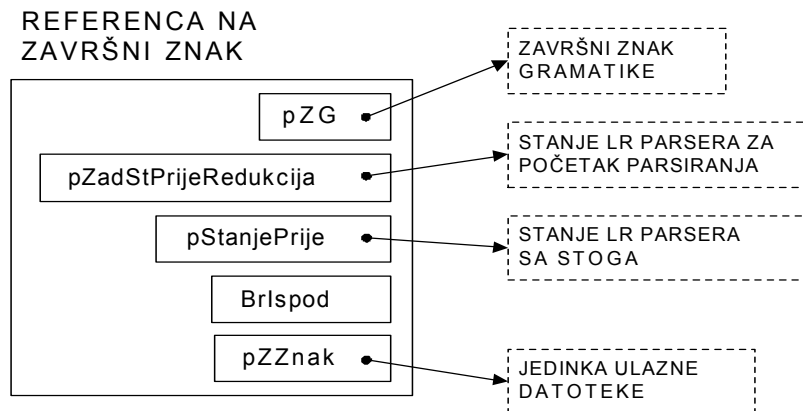 REFERENCA NA
ZAVRŠNI ZNAK
pZG
pZadStPrijeRedukcija
pStanjePrije
BrIspod
pZZnak
ZAVRŠNI ZNAK
GRAMATIKE
STANJE LR PARSERA ZA
POČETAK PARSIRANJA
STANJE LR PARSERA
SA STOGA
JEDINKA ULAZNE
DATOTEKE